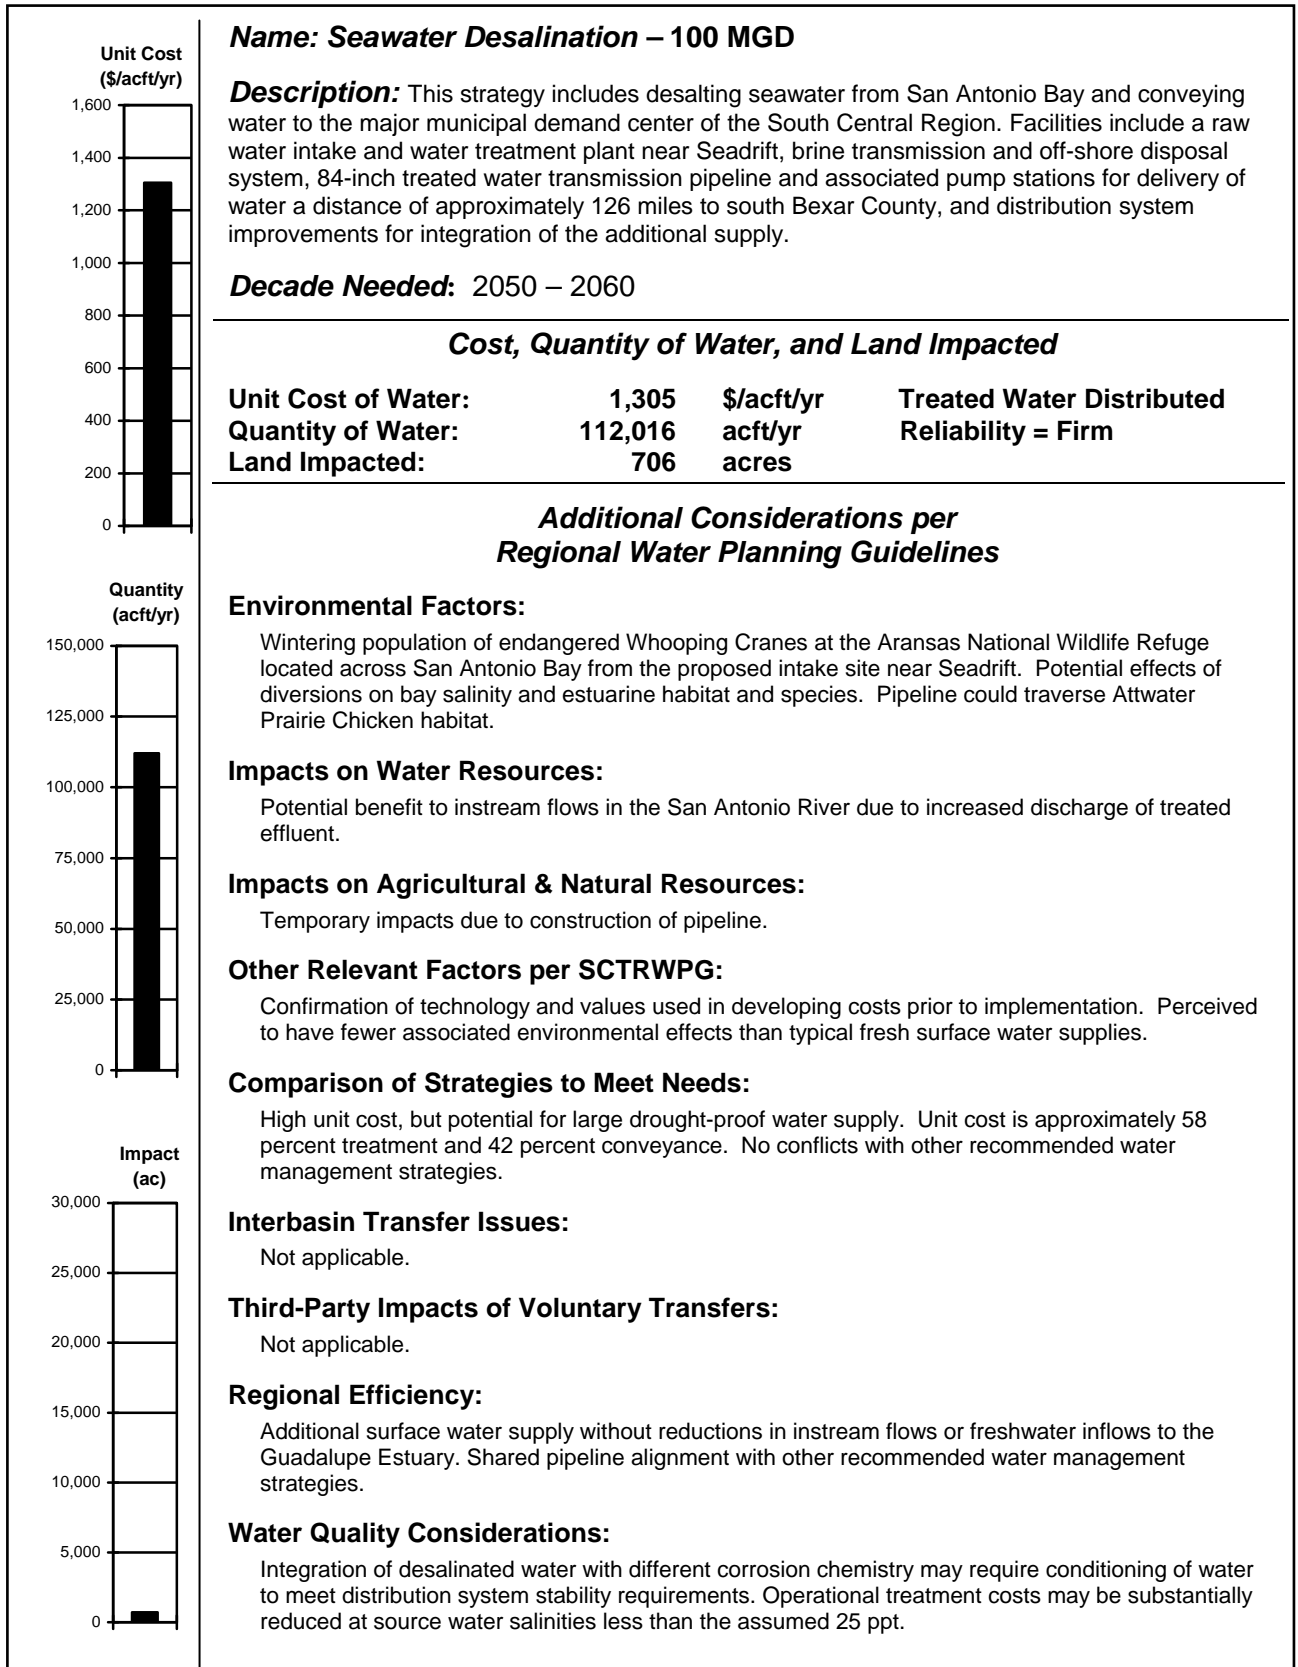 Unit Cost
($/acft/yr)
1,600
1,400
1,200
1,000
800
600
400
200
0
Quantity
(acft/yr)
150,000
125,000
100,000
75,000
50,000
25,000
0
Impact
(ac)
30,000
25,000
20,000
15,000
10,000
5,000
0
Name: Seawater Desalination – 100 MGD
Description: This strategy includes desalting seawater from San Antonio Bay and conveying
water to the major municipal demand center of the South Central Region. Facilities include a raw
water intake and water treatment plant near Seadrift, brine transmission and off-shore disposal
system, 84-inch treated water transmission pipeline and associated pump stations for delivery of
water a distance of approximately 126 miles to south Bexar County, and distribution system
improvements for integration of the additional supply.
Decade Needed: 2050 – 2060
Cost, Quantity of Water, and Land Impacted
Unit Cost of Water: 1,305 $/acft/yr Treated Water Distributed
Quantity of Water: 112,016 acft/yr Reliability = Firm
Land Impacted: 706 acres
Additional Considerations per
Regional Water Planning Guidelines
Environmental Factors:
Wintering population of endangered Whooping Cranes at the Aransas National Wildlife Refuge
located across San Antonio Bay from the proposed intake site near Seadrift. Potential effects of
diversions on bay salinity and estuarine habitat and species. Pipeline could traverse Attwater
Prairie Chicken habitat.
Impacts on Water Resources:
Potential benefit to instream flows in the San Antonio River due to increased discharge of treated
effluent.
Impacts on Agricultural & Natural Resources:
Temporary impacts due to construction of pipeline.
Other Relevant Factors per SCTRWPG:
Confirmation of technology and values used in developing costs prior to implementation. Perceived
to have fewer associated environmental effects than typical fresh surface water supplies.
Comparison of Strategies to Meet Needs:
High unit cost, but potential for large drought-proof water supply. Unit cost is approximately 58
percent treatment and 42 percent conveyance. No conflicts with other recommended water
management strategies.
Interbasin Transfer Issues:
Not applicable.
Third-Party Impacts of Voluntary Transfers:
Not applicable.
Regional Efficiency:
Additional surface water supply without reductions in instream flows or freshwater inflows to the
Guadalupe Estuary. Shared pipeline alignment with other recommended water management
strategies.
Water Quality Considerations:
Integration of desalinated water with different corrosion chemistry may require conditioning of water
to meet distribution system stability requirements. Operational treatment costs may be substantially
reduced at source water salinities less than the assumed 25 ppt.